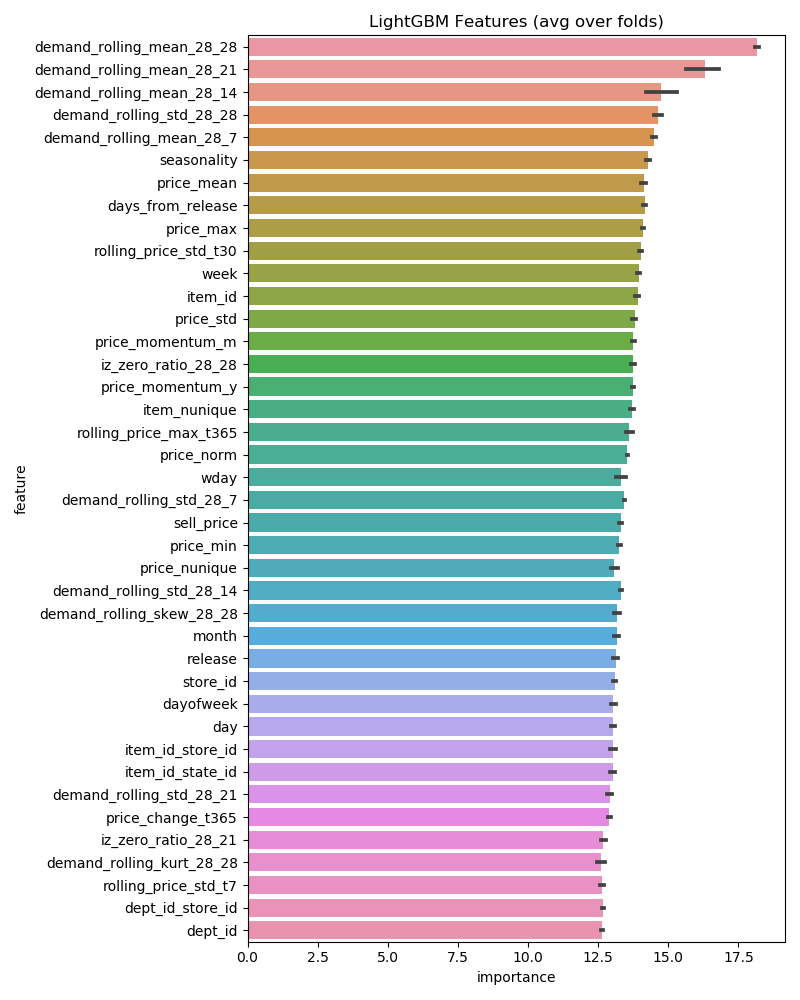 LightGBM Features (avg over folds)
demand_rolling_mean_28_28
demand_rolling_mean_28_21
demand_rolling_mean_28_14
demand_rolling_std_28_28
demand_rolling_mean_28_7
seasonality
price_mean
days_from_release
price_max
rolling_price_std_t30
week
item_id
price_std
price_momentum_m
iz_zero_ratio_28_28
price_momentum_y
item_nunique
rolling_price_max_t365
price_norm
wday
demand_rolling_std_28_7
sell_price
price_min
price_nunique
demand_rolling_std_28_14
demand_rolling_skew_28_28
month
release
store_id
dayofweek
day
item_id_store_id
item_id_state_id
demand_rolling_std_28_21
price_change_t365
iz_zero_ratio_28_21
demand_rolling_kurt_28_28
rolling_price_std_t7
dept_id_store_id
dept_id
feature
0.0 2.5 5.0 7.5 10.0 12.5 15.0 17.5
importance